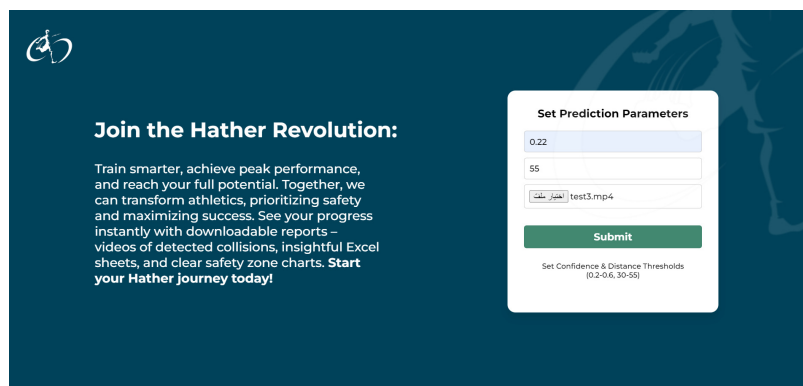 Join the Hather Revolution:
Train smarter, achieve peak performance,
and reach your full potential. Together, we
can transform athletics, prioritizing safety
and maximizing success. See your progress
instantly with downloadable reports –
videos of detected collisions, insightful Excel
sheets, and clear safety zone charts. Start
your Hather journey today!
Set Prediction Parameters
0.22
55
اختيار ملف test3.mp4
Submit
Set Confidence & Distance Thresholds
(0.2-0.6, 30-55)